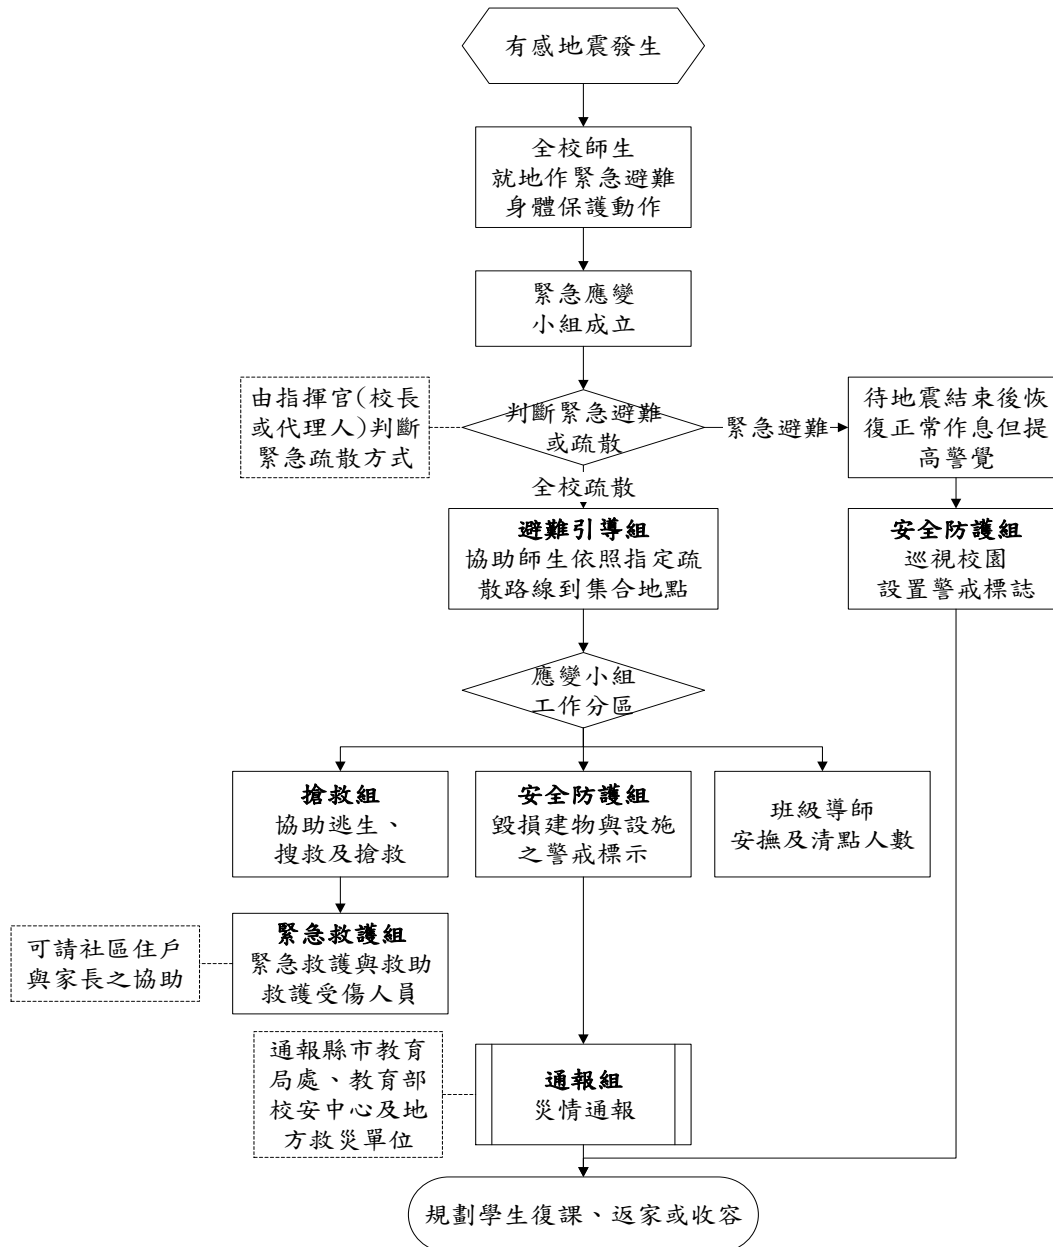 有感地震發生
全校師生
就地作緊急避難
身體保護動作
緊急應變
小組成立
由指揮官(校長
或代理人)判斷
緊急疏散方式
判斷緊急避難
或疏散
緊急避難
待地震結束後恢
復正常作息但提
高警覺
全校疏散
避難引導組
協助師生依照指定疏
散路線到集合地點
安全防護組
巡視校園
設置警戒標誌
應變小組
工作分區
搶救組
協助逃生、
搜救及搶救
安全防護組
毀損建物與設施
之警戒標示
班級導師
安撫及清點人數
可請社區住戶
與家長之協助
緊急救護組
緊急救護與救助
救護受傷人員
通報縣市教育
局處、教育部
校安中心及地
方救災單位
通報組
災情通報
規劃學生復課、返家或收容